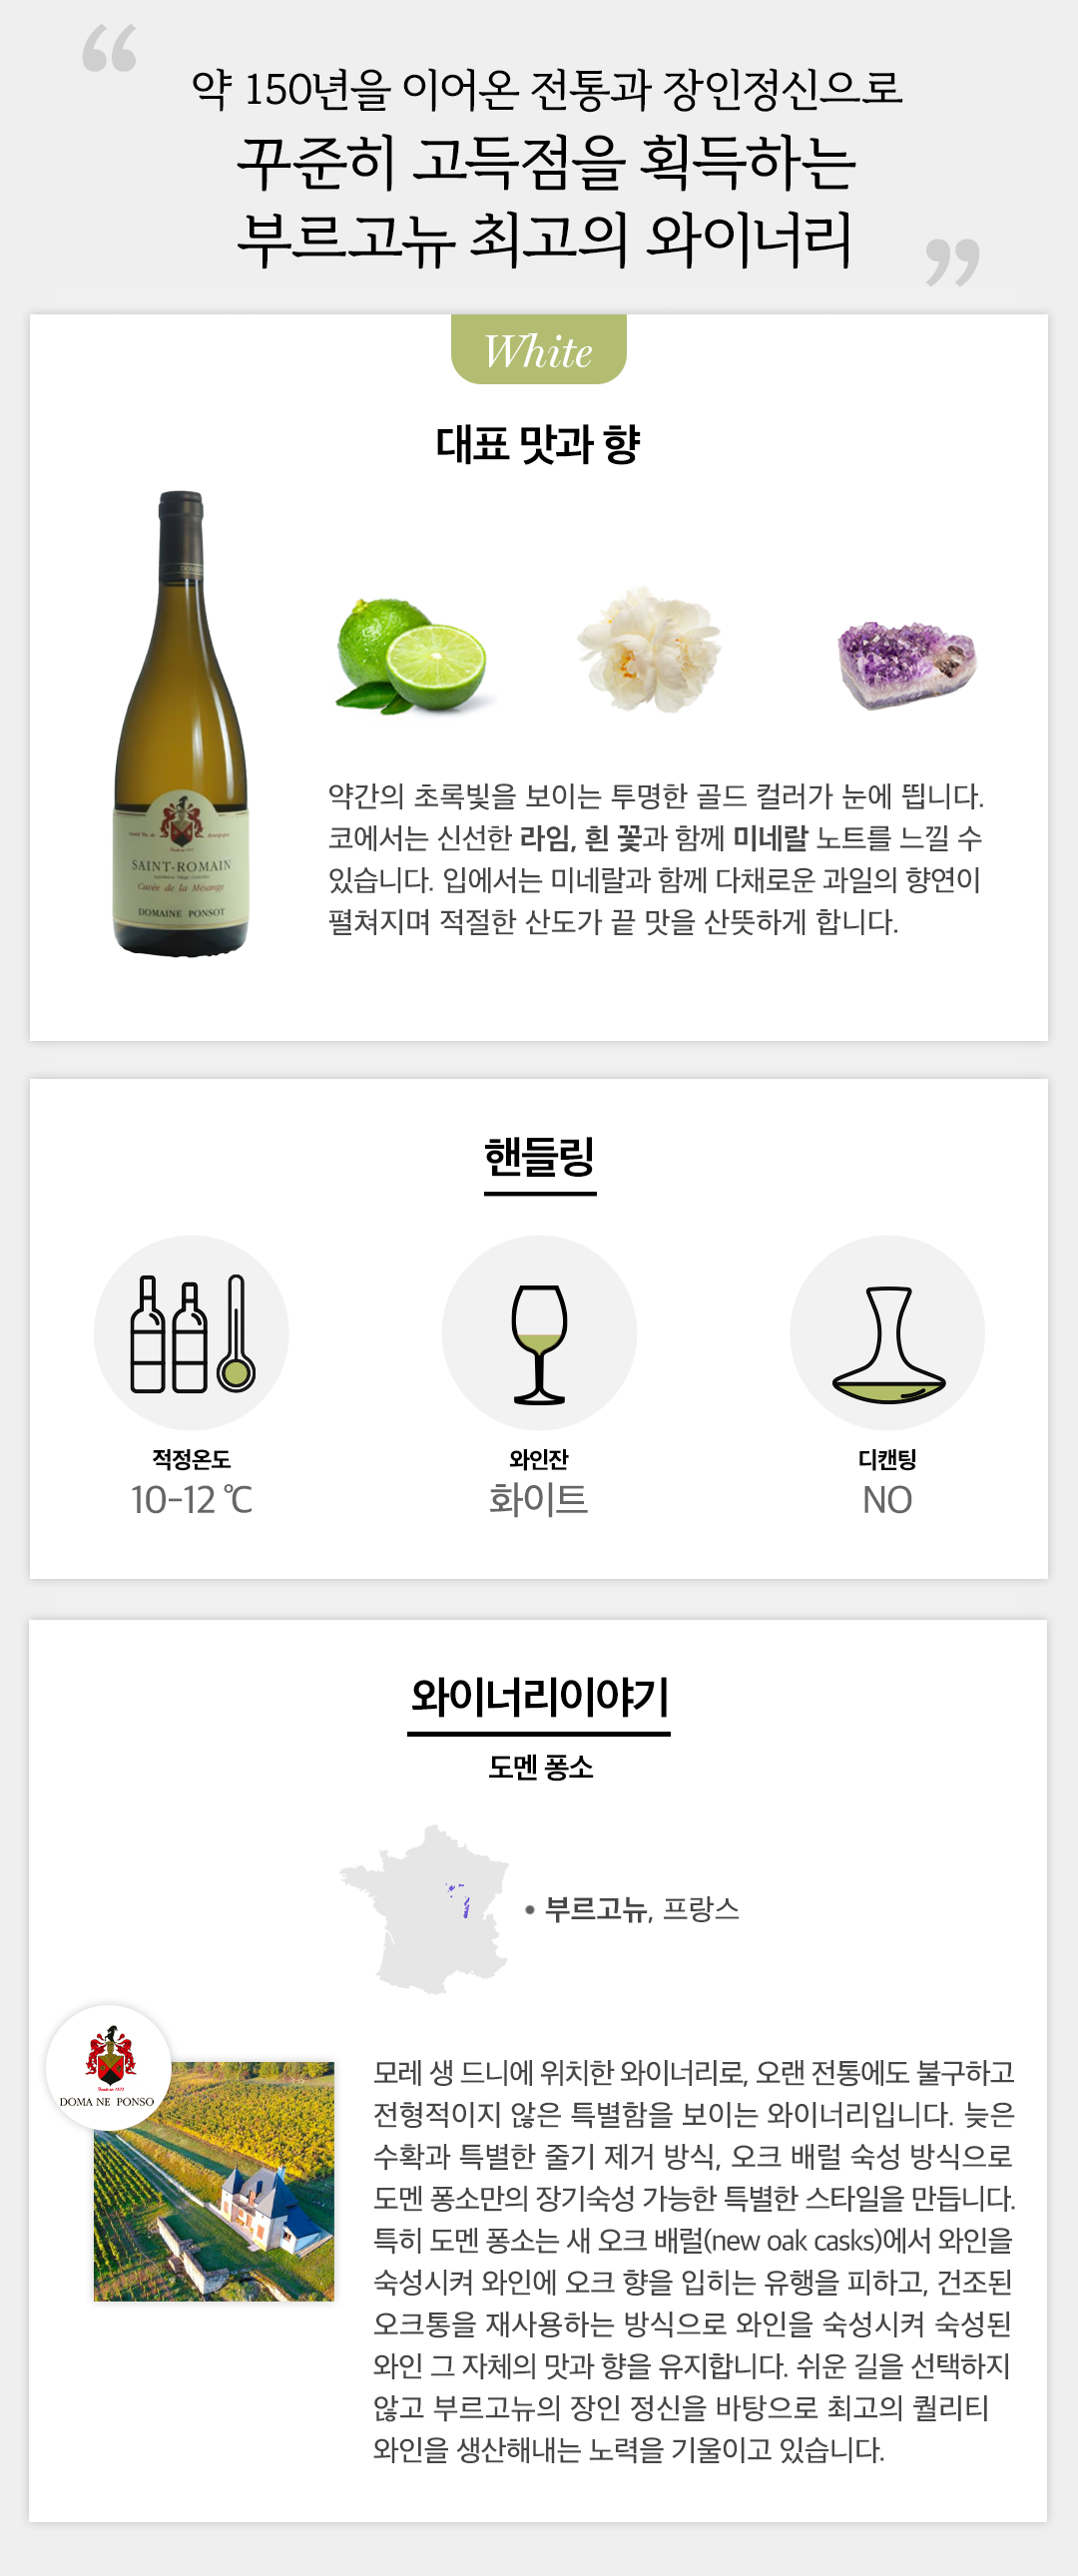 약 150년을 이어온 전통과 장인정신으로
꾸준히 고득점을 획득하는
부르고뉴 최고의 와이너리
White
대표 맛과 향
SAINT-ROMAIN
Cuvée de la Mésange
DOMAINE PONSOT
약간의 초록빛을 보이는 투명한 골드 컬러가 눈에 띕니다.
코에서는 신선한 라임, 흰 꽃과 함께 미네랄 노트를 느낄 수
있습니다. 입에서는 미네랄과 함께 다채로운 과일의 향연이
펼쳐지며 적절한 산도가 끝 맛을 산뜻하게 합니다.
핸들링
적정온도
10-12 ℃
와인잔
화이트
디캔팅
NO
와이너리이야기
도멘 퐁소
• 부르고뉴, 프랑스
DOMA NE PONSO
모레 생 드니에 위치한 와이너리로, 오랜 전통에도 불구하고
전형적이지 않은 특별함을 보이는 와이너리입니다. 늦은
수확과 특별한 줄기 제거 방식, 오크 배럴 숙성 방식으로
도멘 퐁소만의 장기숙성 가능한 특별한 스타일을 만듭니다.
특히 도멘 퐁소는 새 오크 배럴(new oak casks)에서 와인을
숙성시켜 와인에 오크 향을 입히는 유행을 피하고, 건조된
오크통을 재사용하는 방식으로 와인을 숙성시켜 숙성된
와인 그 자체의 맛과 향을 유지합니다. 쉬운 길을 선택하지
않고 부르고뉴의 장인 정신을 바탕으로 최고의 퀄리티
와인을 생산해내는 노력을 기울이고 있습니다.